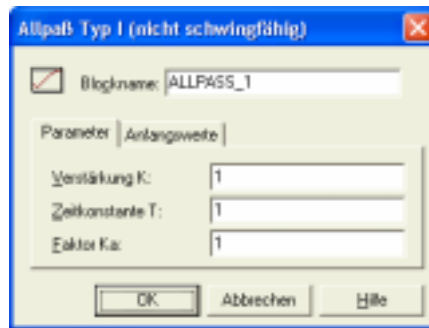 Allpaß Typ I (nicht schwingfähig)
Blockname: ALLPASS_1
Parameter Anfangswerte
Verstärkung K: 1
Zeitkonstante T: 1
Faktor Ka: 1
OK Abbrechen Hilfe